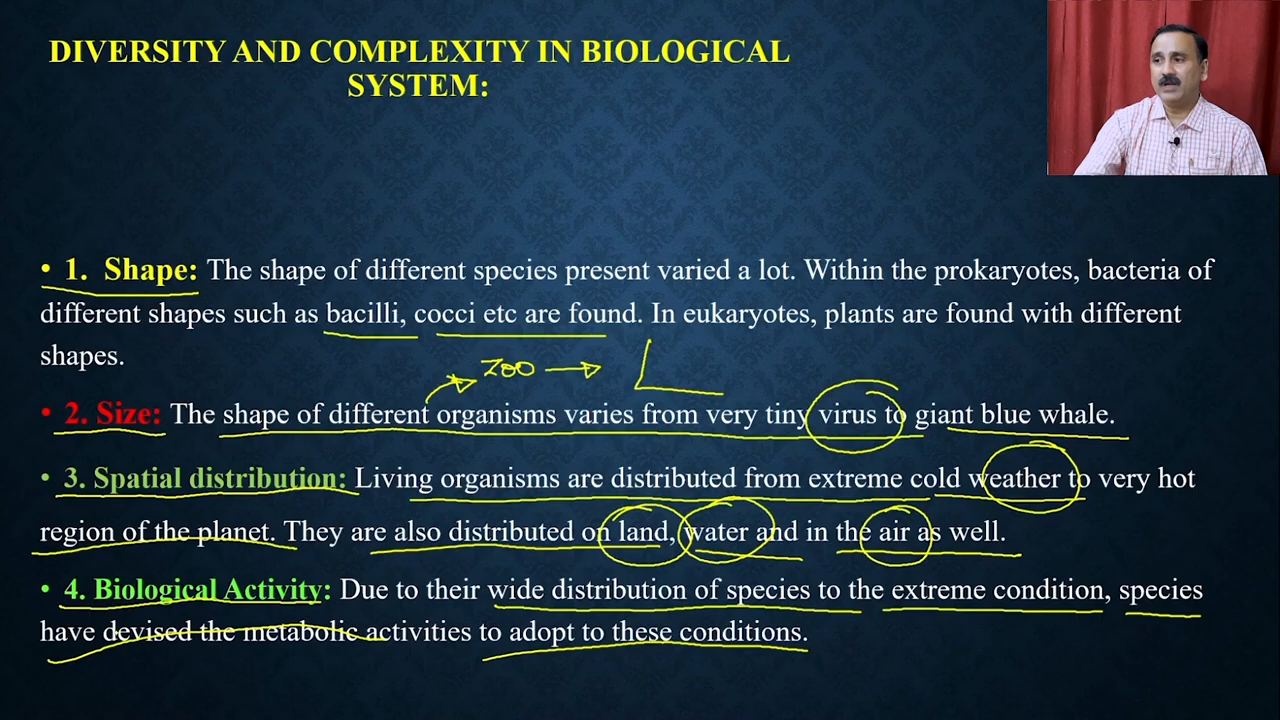 DIVERSITY AND COMPLEXITY IN BIOLOGICAL
SYSTEM:
• 1. Shape: The shape of different species present varied a lot. Within the prokaryotes, bacteria of
different shapes such as bacilli, cocci etc are found. In eukaryotes, plants are found with different
shapes.
ZOO
• 2. Size: The shape of different organisms varies from very tiny virus to giant blue whale.
• 3. Spatial distribution: Living organisms are distributed from extreme cold weather to very hot
region of the planet. They are also distributed on land, water and in the air as well.
• 4. Biological Activity: Due to their wide distribution of species to the extreme condition, species
have devised the metabolic activities to adopt to these conditions.